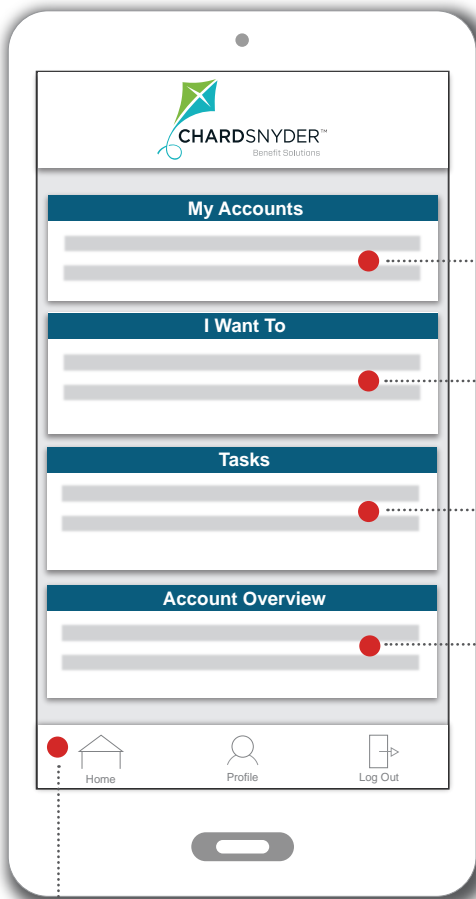 CHARDSNYDER™
Benefit Solutions
My Accounts
I Want To
Tasks
Account Overview
Home Profile Log Out